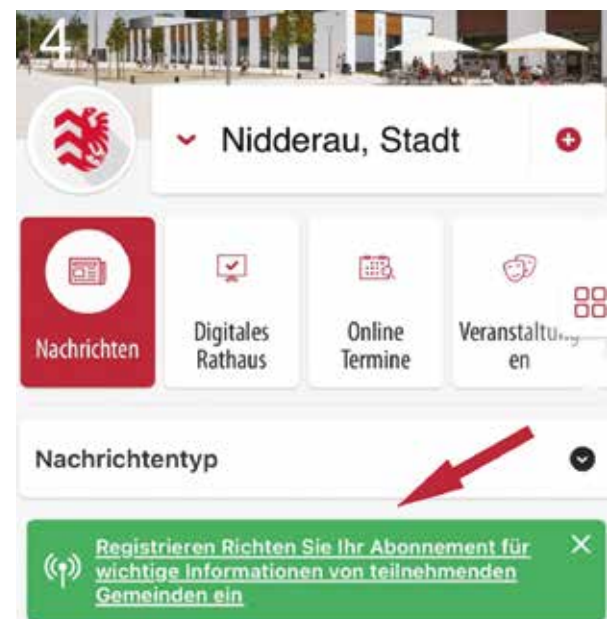 4
Nidderau, Stadt
Nachrichten
Digitales
Rathaus
Online
Termine
Veranstaltung
en
Nachrichtentyp
Registrieren Richten Sie Ihr Abonnement für
wichtige Informationen von teilnehmenden
Gemeinden ein